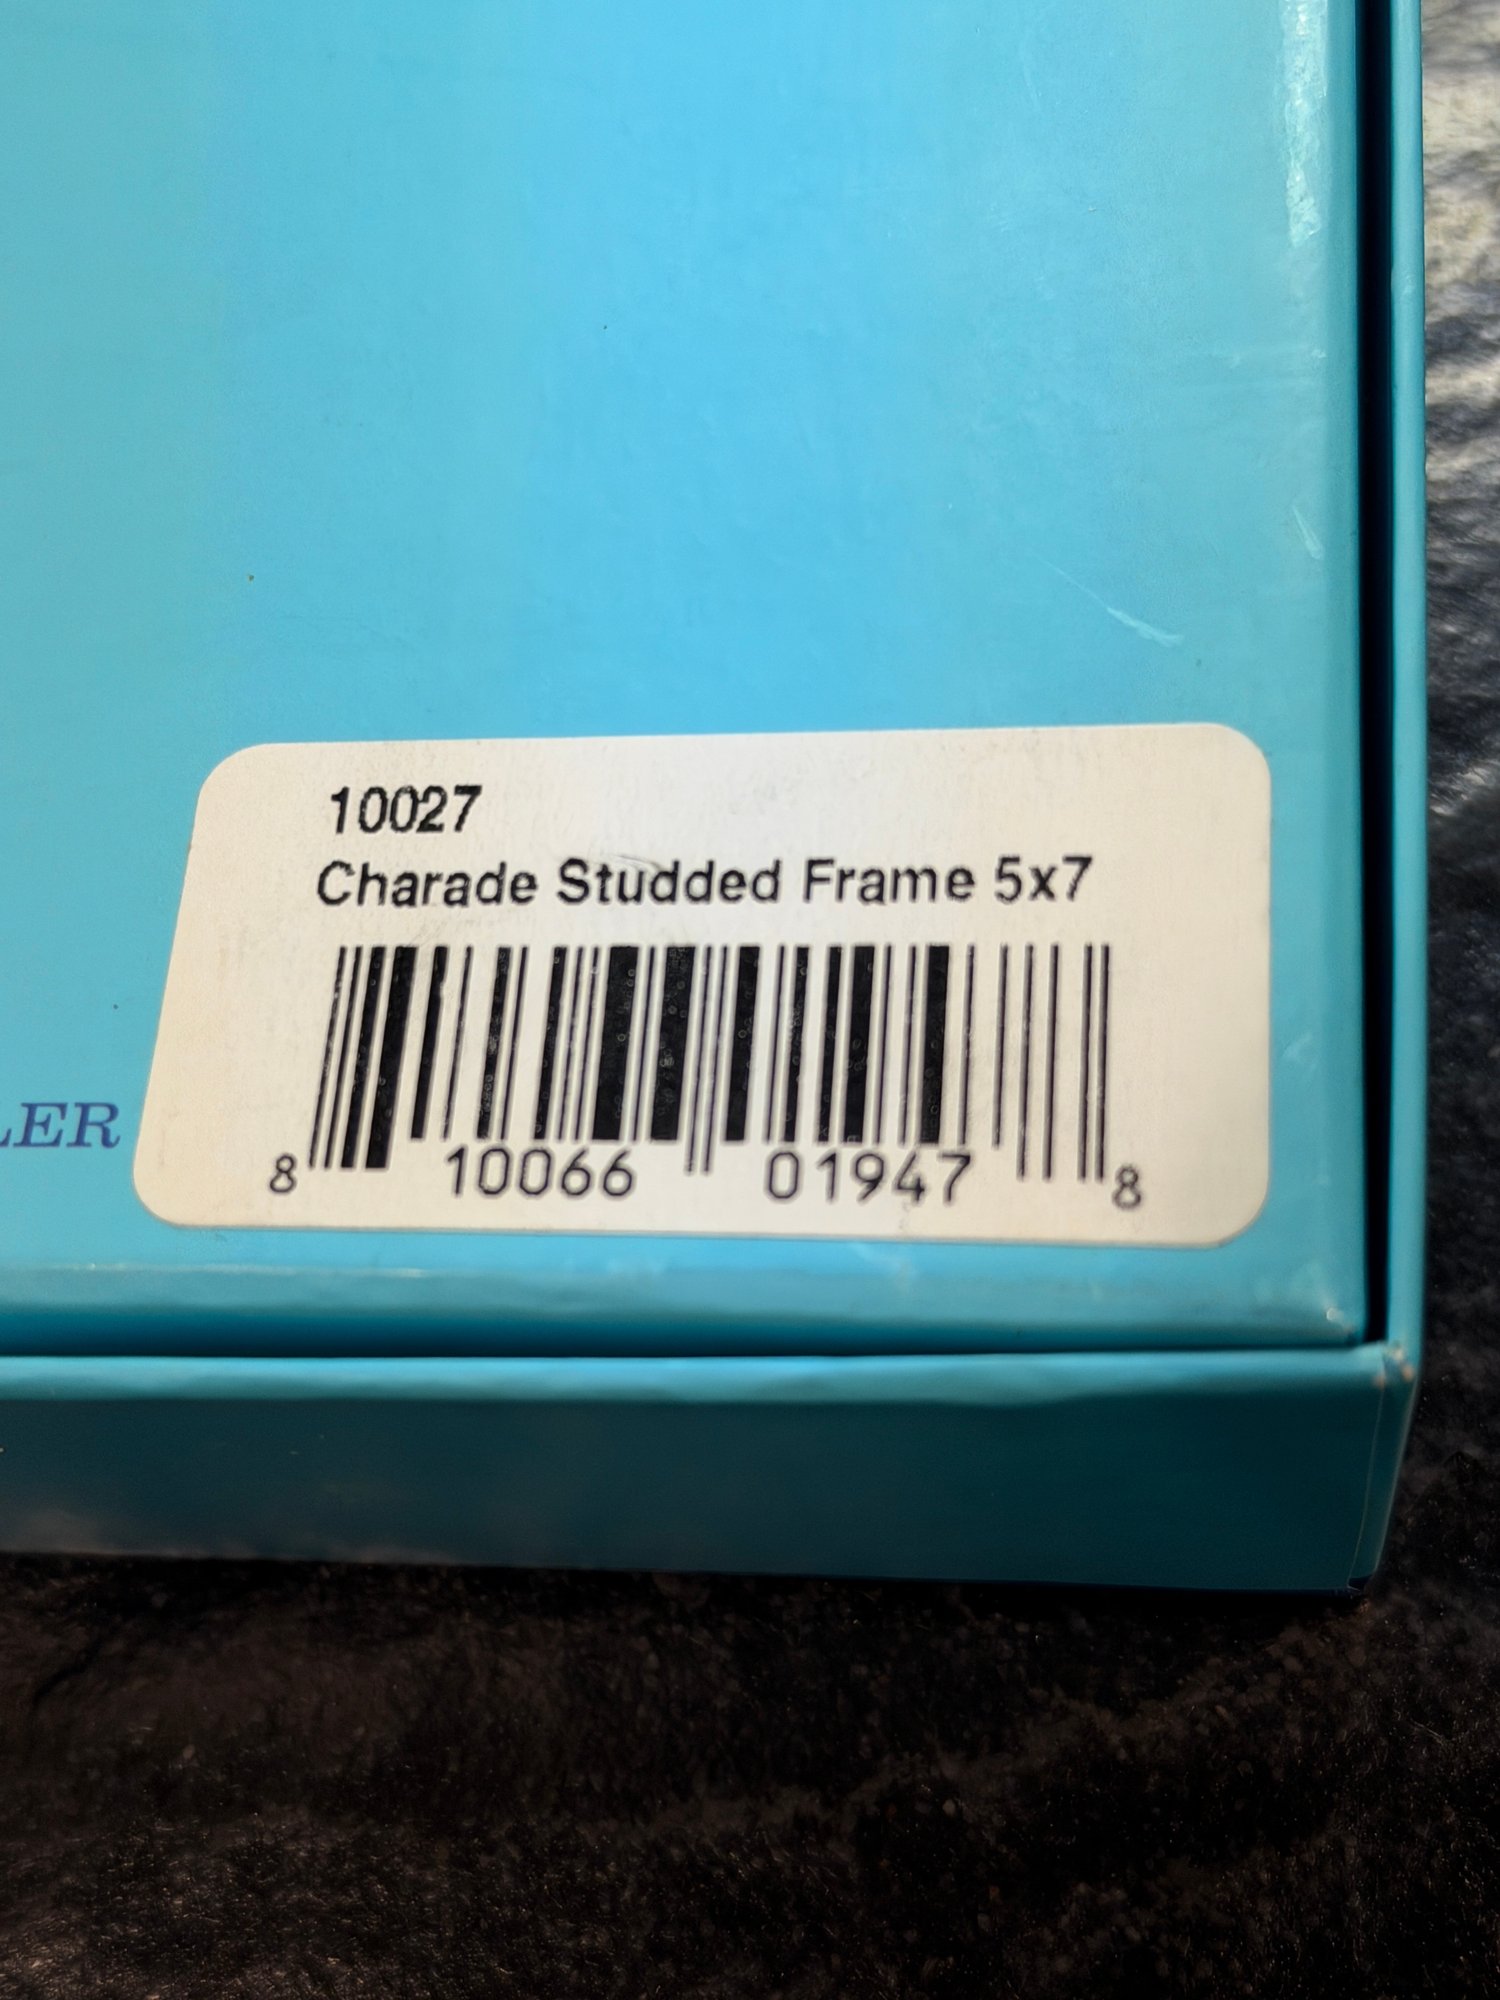 10027
Charade Studded Frame 5x7
LER
8 10066 01947 8